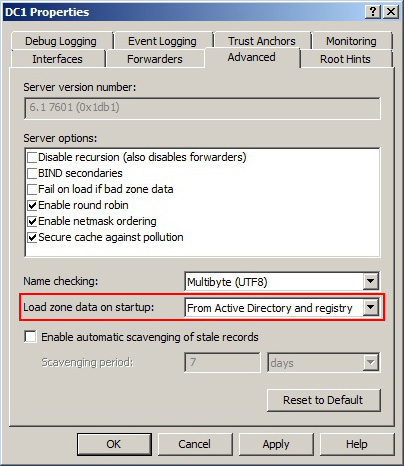 DC1 Properties
Debug Logging Event Logging Trust Anchors Monitoring
Interfaces Forwarders Advanced Root Hints
Server version number:
6.1 7601 (0x1db1)
Server options:
Disable recursion (also disables forwarders)
BIND secondaries
Fail on load if bad zone data
Enable round robin
Enable netmask ordering
Secure cache against pollution
Name checking: Multibyte (UTF8)
Load zone data on startup: From Active Directory and registry
Enable automatic scavenging of stale records
Scavenging period: 7 days
Reset to Default
OK Cancel Apply Help